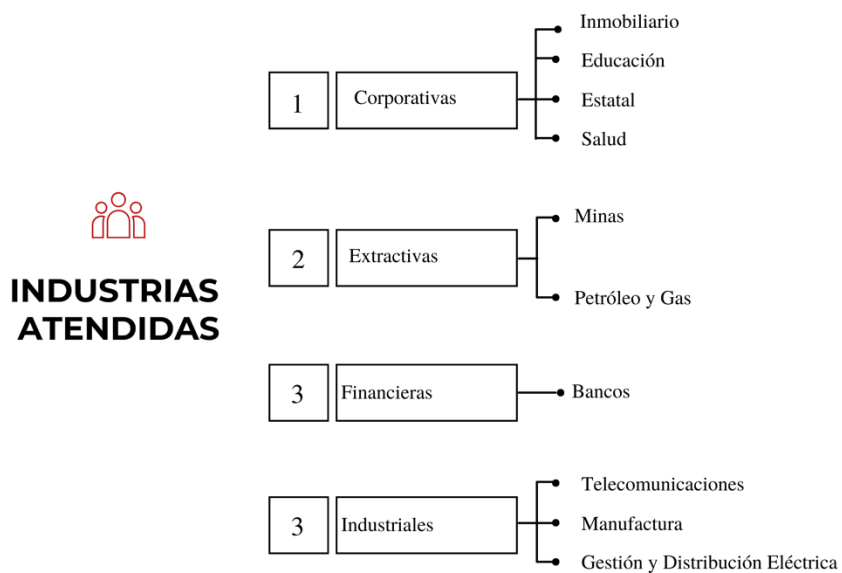 INDUSTRIAS
ATENDIDAS
1
Corporativas
Inmobiliario
Educación
Estatal
Salud
2
Extractivas
Minas
Petróleo y Gas
3
Financieras
Bancos
3
Industriales
Telecomunicaciones
Manufactura
Gestión y Distribución Eléctrica